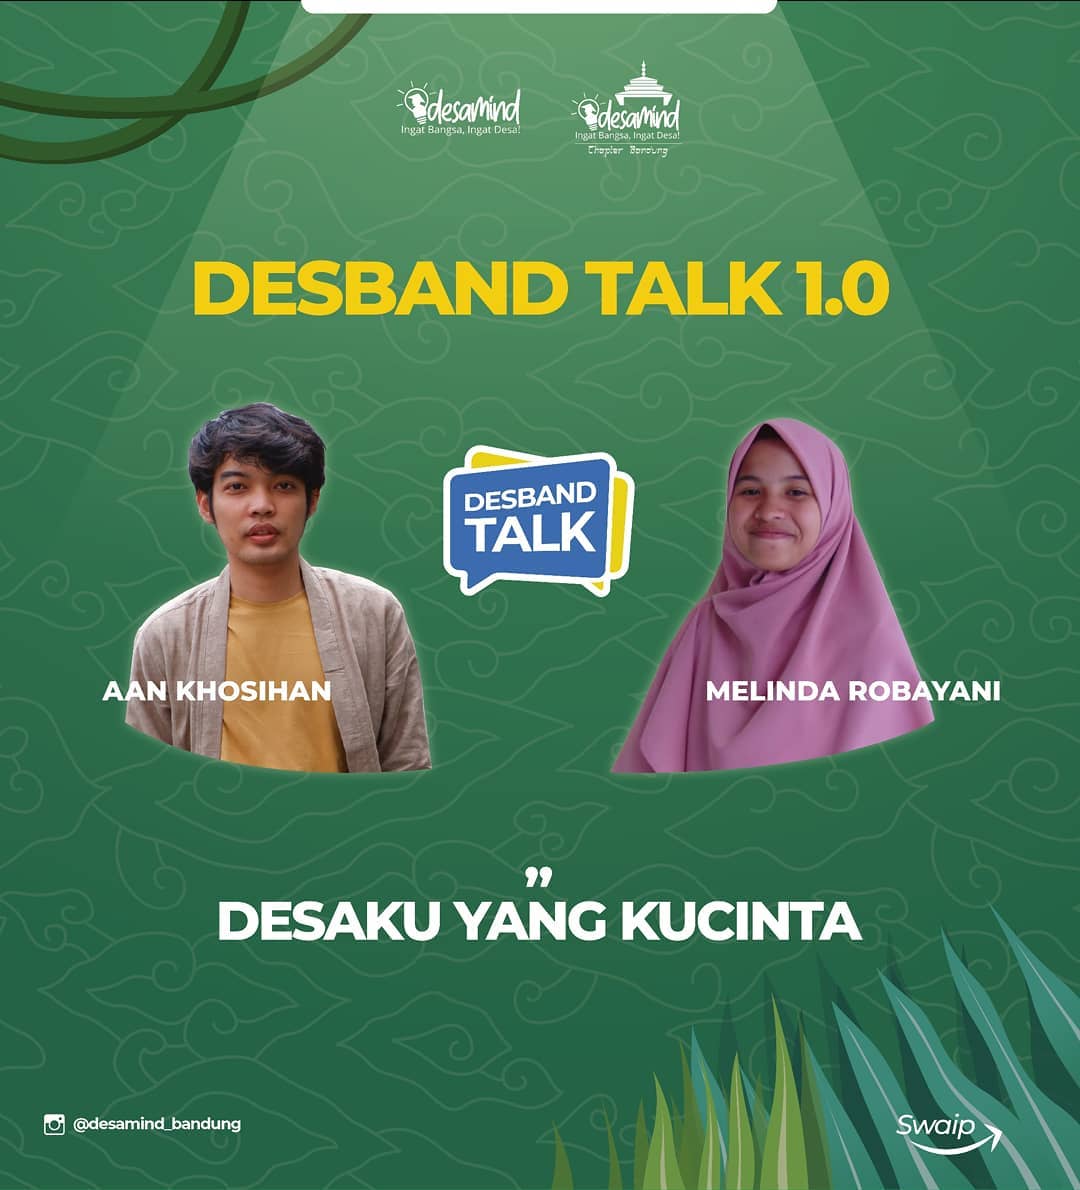 desamind
Ingat Bangsa, Ingat Desa!
desamind
Ingat Bangsa, Ingat Desa!
Chapter Bandung
DESBAND TALK 1.0
DESBAND
TALK
AAN KHOSIHAN
MELINDA ROBAYANI
”
DESAKU YANG KUCINTA
@desamind_bandung
Swaip